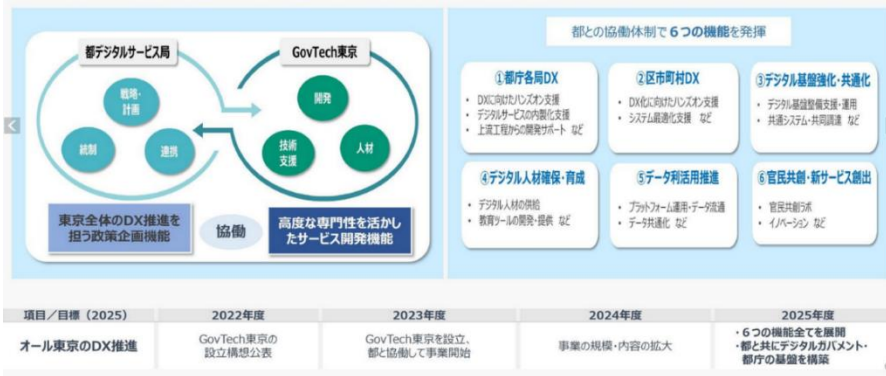 都デジタルサービス局
戦略・
計画
統制
連携
GovTech東京
開発
技術
支援
人材
東京全体のDX推進を
担う政策企画機能
協働
高度な専門性を活かし
たサービス開発機能
都との協働体制で6つの機能を発揮
①都庁各局DX
・ DXに向けたハンズオン支援
・ デジタルサービスの内製化支援
・ 上流工程からの開発サポート など
②区市町村DX
・ DX化に向けたハンズオン支援
・ システム最適化支援 など
③デジタル基盤強化・共通化
・ デジタル基盤整備支援・運用
・ 共通システム・共同調達 など
④デジタル人材確保・育成
・ デジタル人材の供給
・ 教育ツールの開発・提供 など
⑤データ利活用推進
・ プラットフォーム運用・データ流通
・ データ共通化 など
⑥官民共創・新サービス創出
・ 官民共創ラボ
・ イノベーション など
項目／目標（2025） 2022年度 2023年度 2024年度 2025年度
オール東京のDX推進
GovTech東京の
設立構想公表
GovTech東京を設立、
都と協働して事業開始
事業の規模・内容の拡大
・6つの機能全てを展開
・都と共にデジタルガバメント・
都庁の基盤を構築